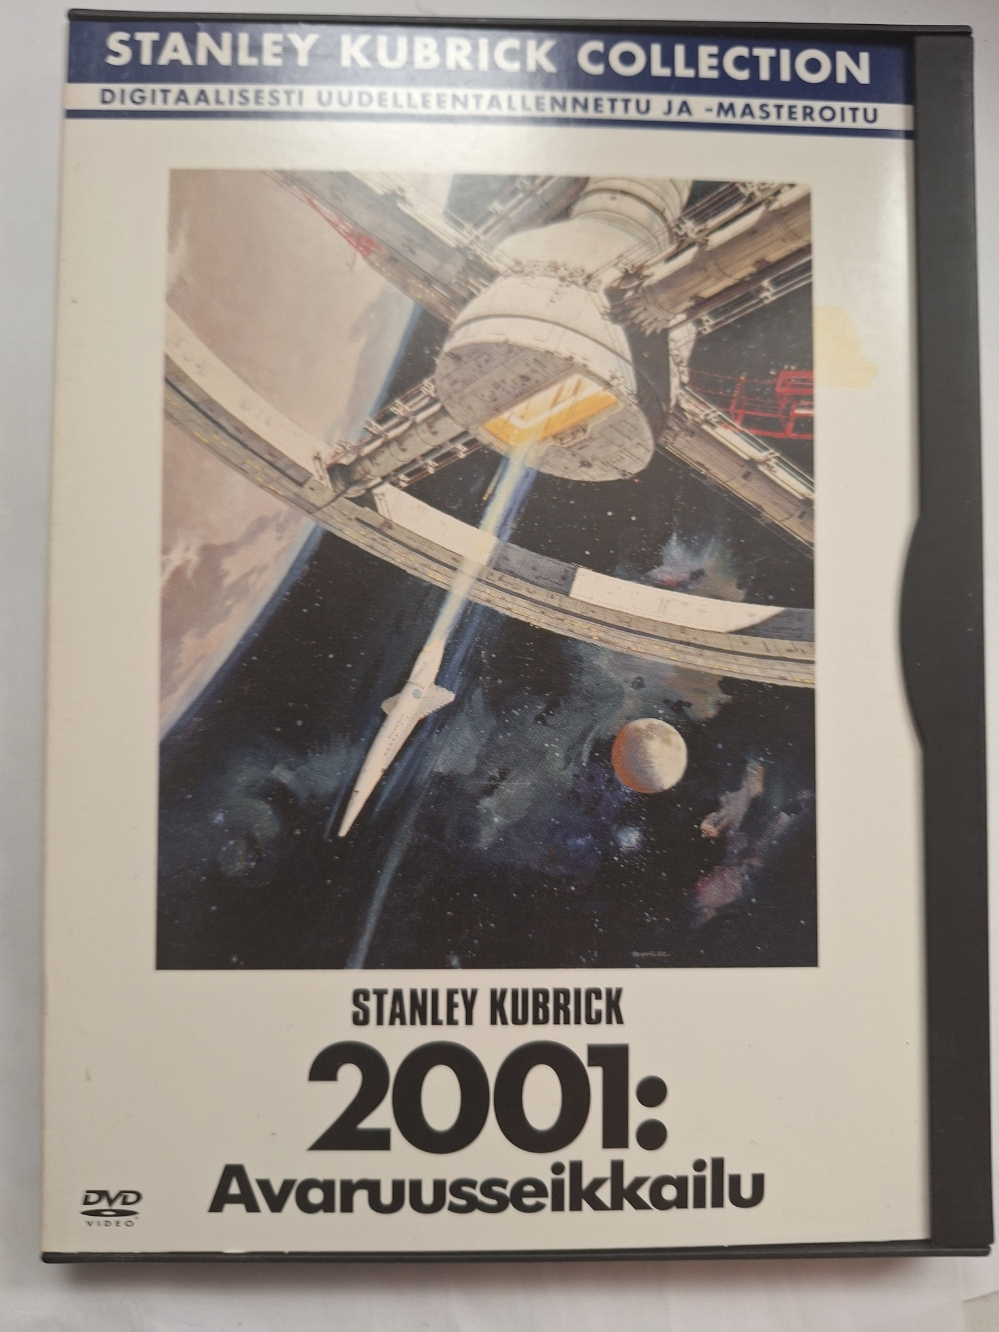 STANLEY KUBRICK COLLECTION
DIGITAALISESTI UUDELLEENTALLENNETTU JA -MASTEROITU
STANLEY KUBRICK
2001:
Avaruusseikkailu
DVD
VIDEO